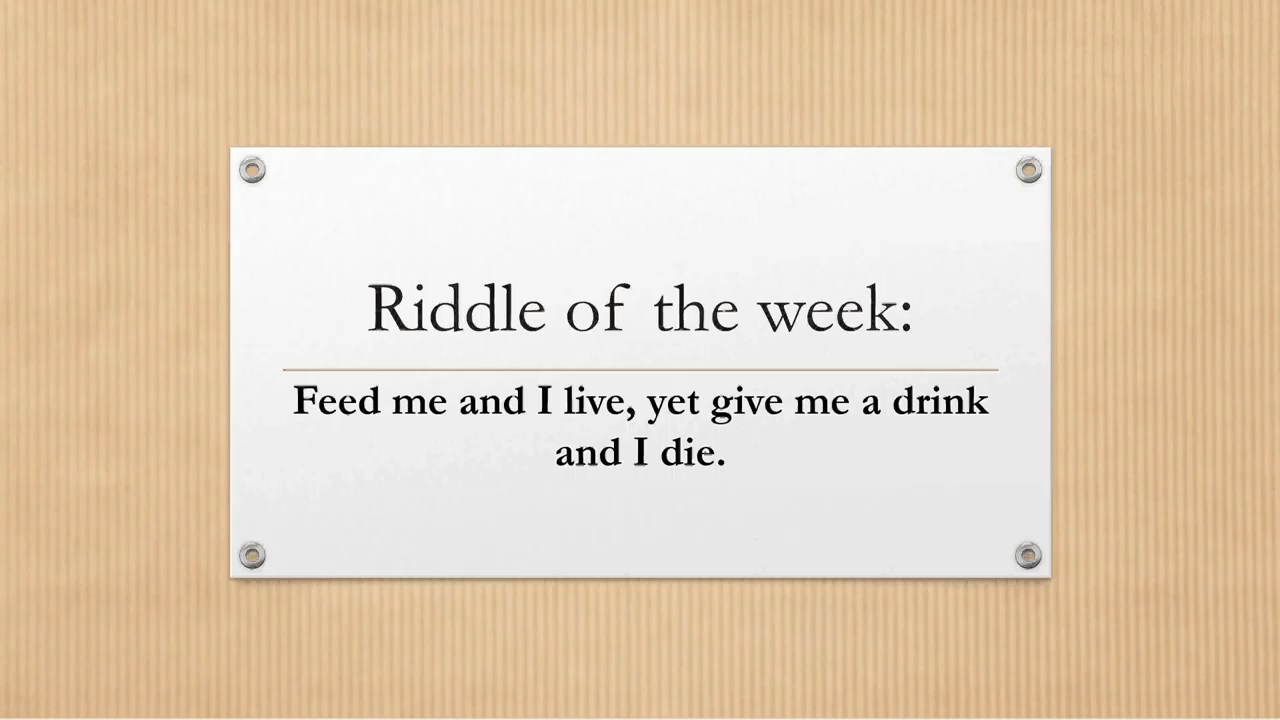 Riddle of the week:
Feed me and I live, yet give me a drink
and I die.